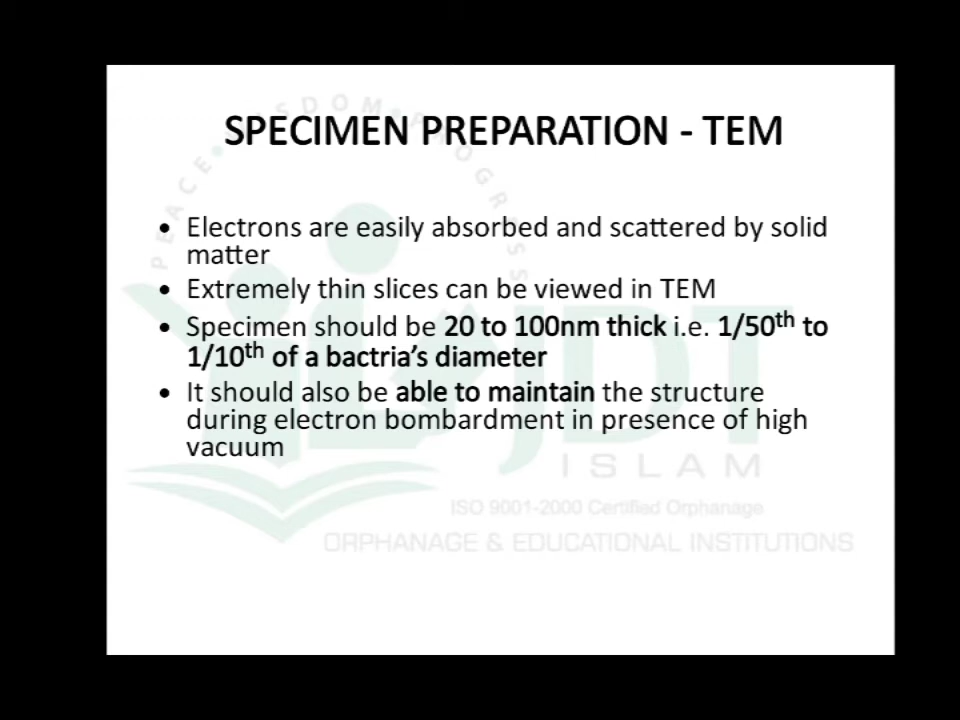 SPECIMEN PREPARATION - TEM
• Electrons are easily absorbed and scattered by solid
matter
• Extremely thin slices can be viewed in TEM
• Specimen should be 20 to 100nm thick i.e. 1/50th to
1/10th of a bactria's diameter
• It should also be able to maintain the structure
during electron bombardment in presence of high
vacuum
JDT
ISLAM
ISO 9001-2000 Certified Orphanage
ORPHANAGE & EDUCATIONAL INSTITUTIONS